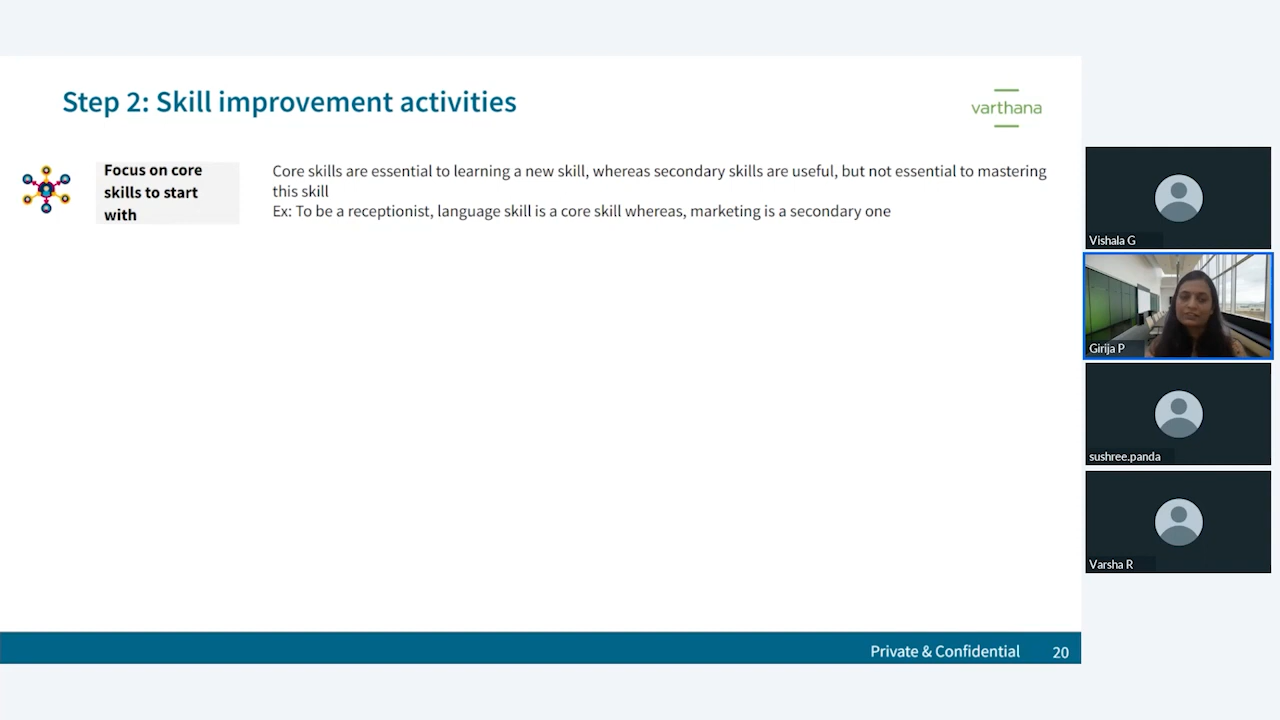 Step 2: Skill improvement activities
varthana
Focus on core
skills to start
with
Core skills are essential to learning a new skill, whereas secondary skills are useful, but not essential to mastering
this skill
Ex: To be a receptionist, language skill is a core skill whereas, marketing is a secondary one
Vishala G
Girija P
sushree.panda
Varsha R
Private & Confidential
20